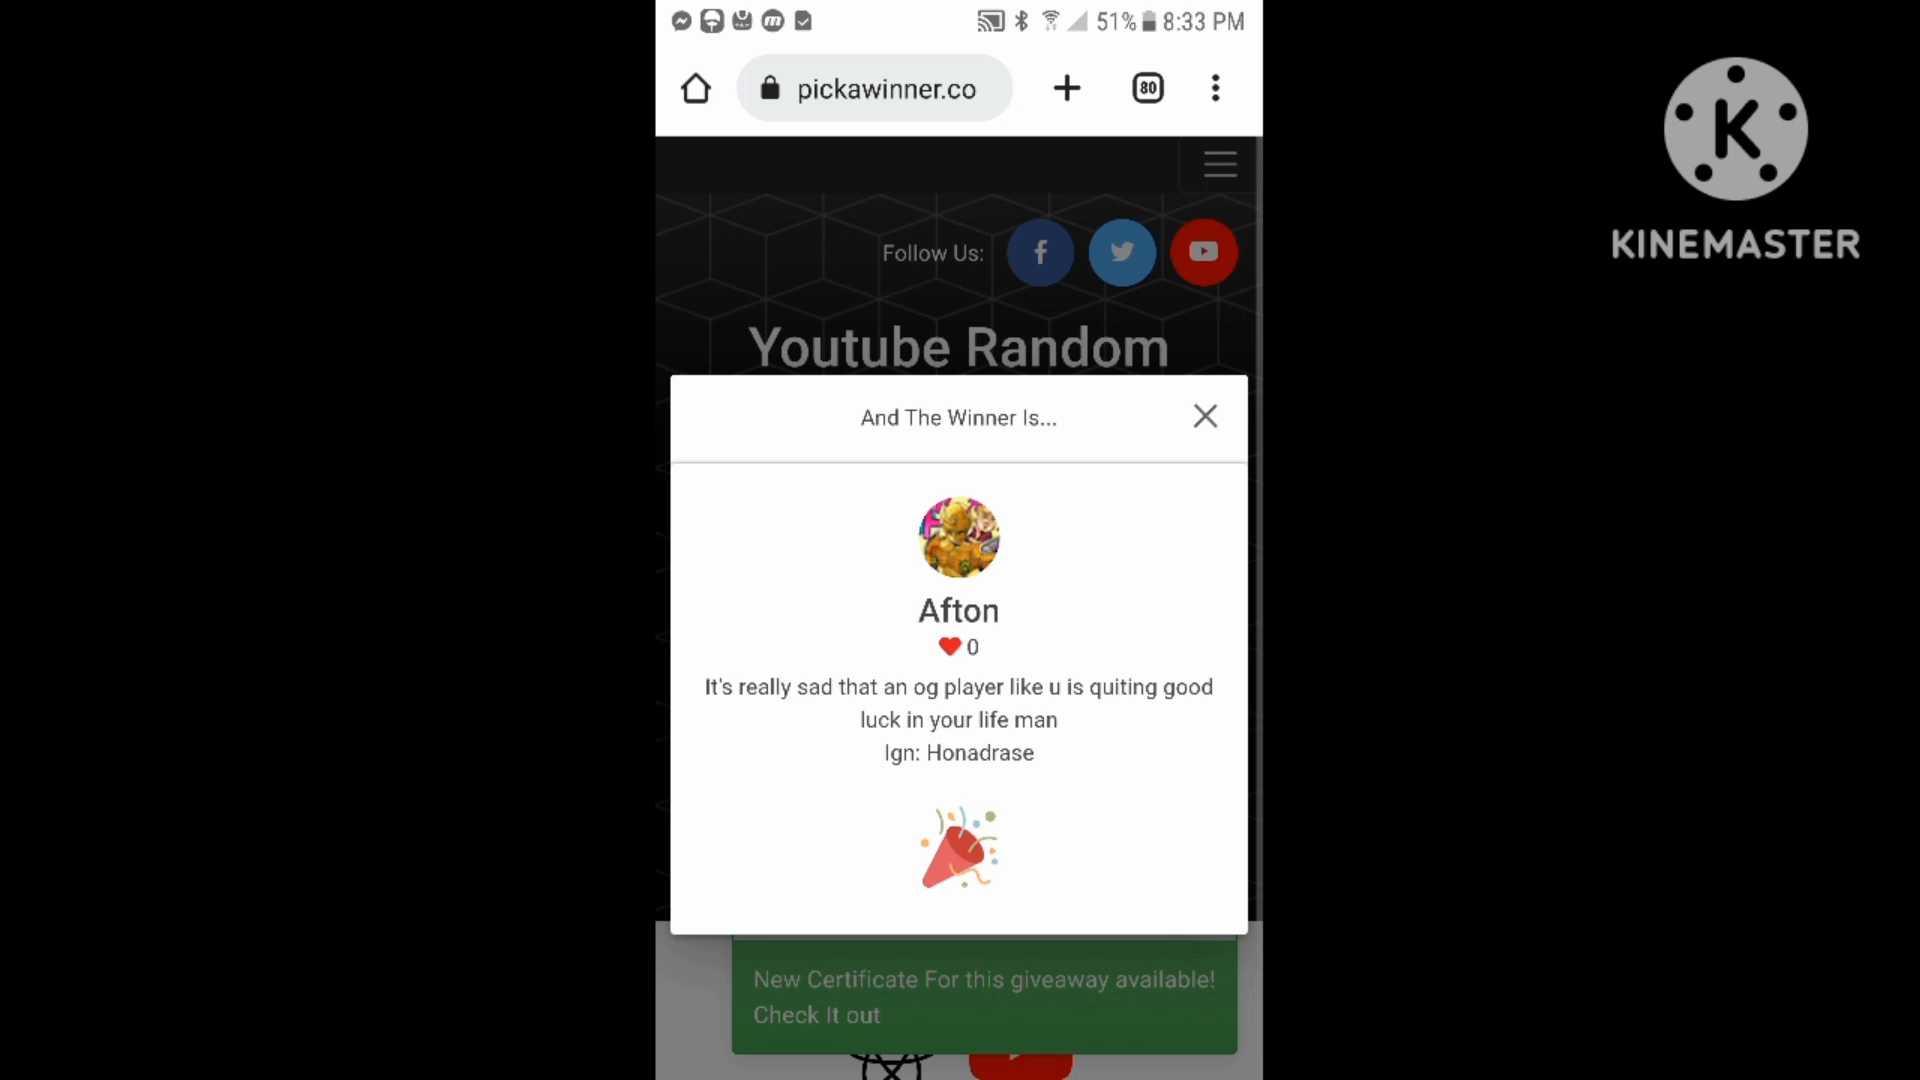 51% 8:33 PM
pickawinner.co
80
K
KINEMASTER
Follow Us:
Youtube Random
And The Winner Is...
Afton
0
It's really sad that an og player like u is quiting good
luck in your life man
Ign: Honadrase
New Certificate For this giveaway available!
Check It out